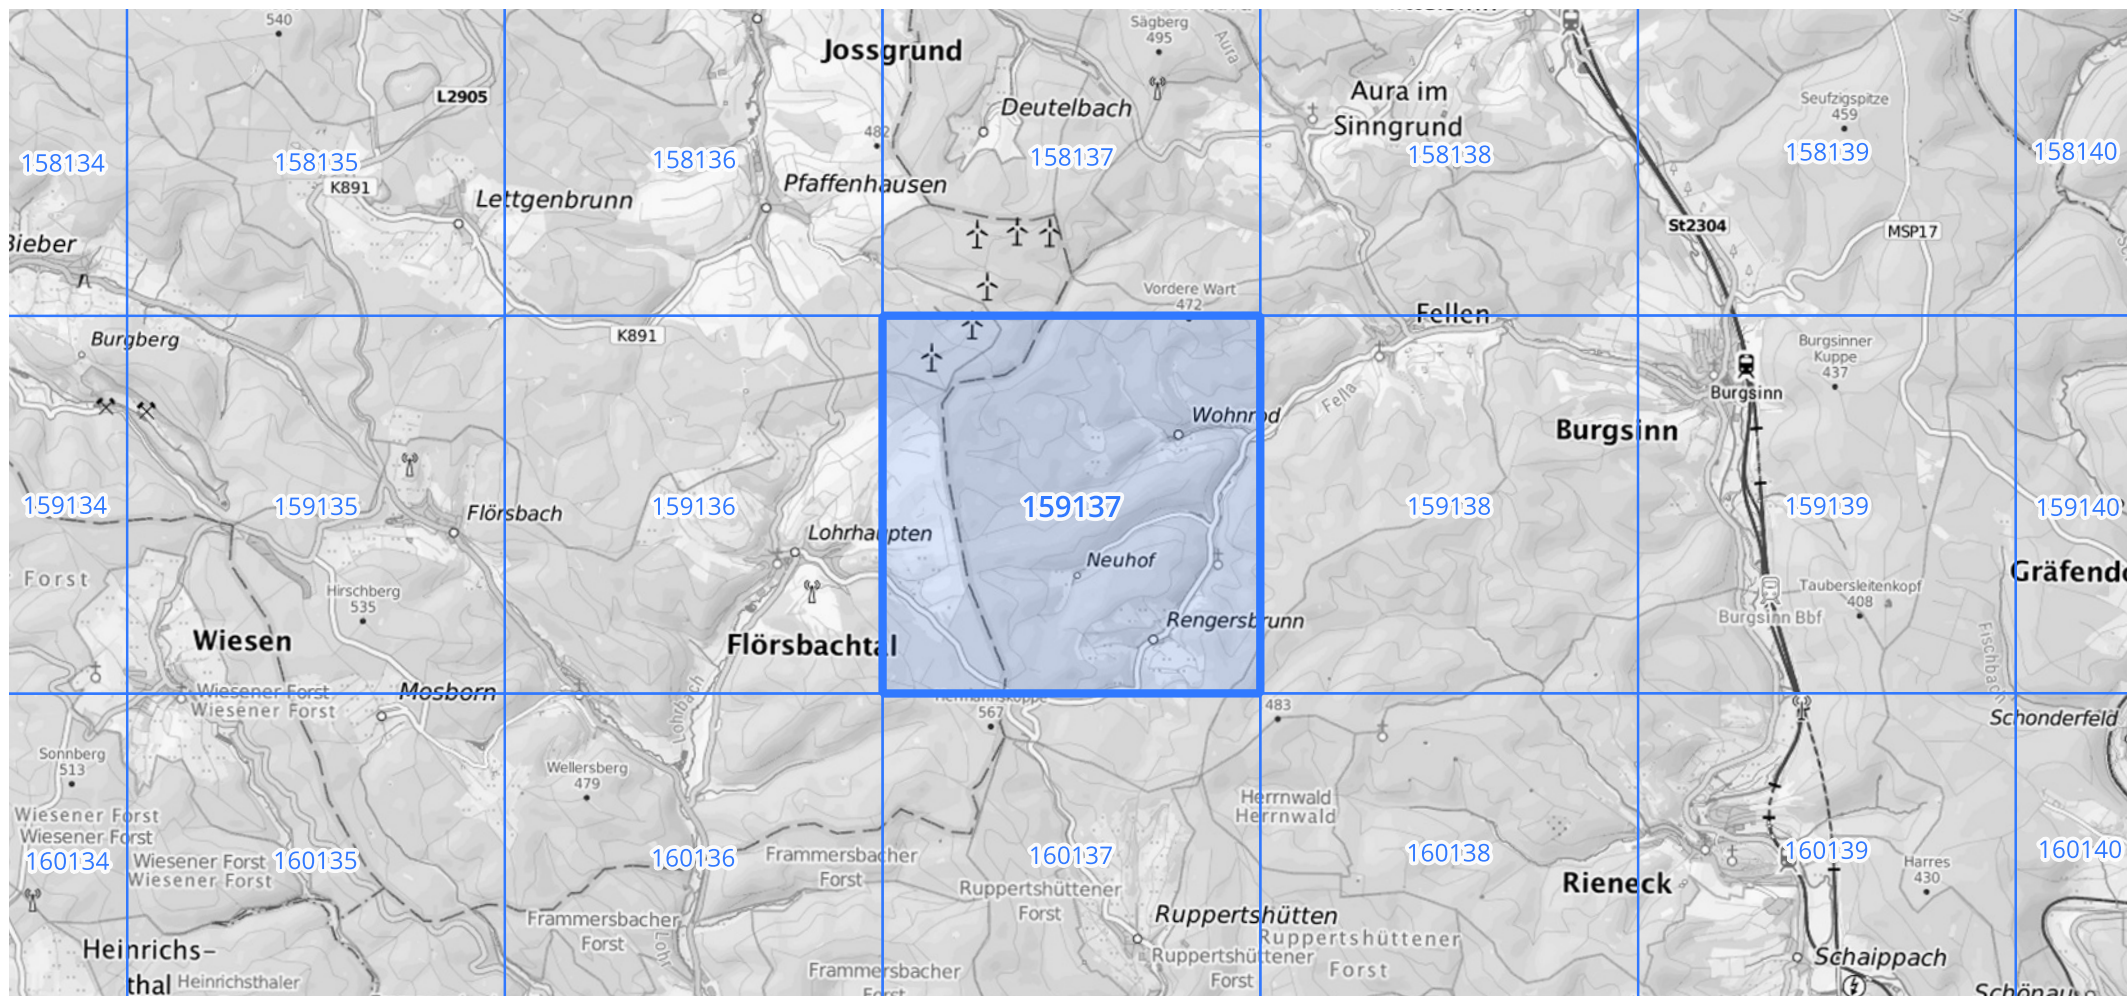 540
Jossgrund
Sägberg
495
Aura
L2905
Deutelbach
Aura im
Sinngrund
Seufzigspitze
459
482
158134
158135
158136
158137
158138
158139
158140
K891
Lettgenbrunn
Pfaffenhausen
St2304
MSP17
Bieber
Vordere Wart
472
Fellen
K891
Burgberg
Burgsinner
Kuppe
437
Burgsinn
Fella
Wohnrod
Burgsinn
159134
159135
159136
159137
159138
159139
159140
Flörsbach
Lohrhaupten
Neuhof
Forst
Hirschberg
535
Taubersleitenkopf
408
Burgsinn Bbf
Gräfend
Rengersbrunn
Wiesen
Flörsbachtal
Fischbach
Wiesener Forst
Wiesener Forst
Mosborn
Lohrbach
Hermannskoppe
567
483
Schonderfeld
Sonnberg
513
Wellersberg
479
Herrnwald
Herrnwald
Wiesener Forst
Wiesener Forst
160134
160135
160136
160137
160138
160139
160140
Wiesener Forst
Wiesener Forst
Frammersbacher
Forst
Harres
430
Ruppertshüttener
Forst
Rieneck
Frammersbacher
Forst
Lohr
Ruppertshütten
Ruppertshüttener
Forst
Ruppertshüttener
Forst
Heinrichs-
thal
Heinrichsthaler
Frammersbacher
Forst
Schaippach
Schönau